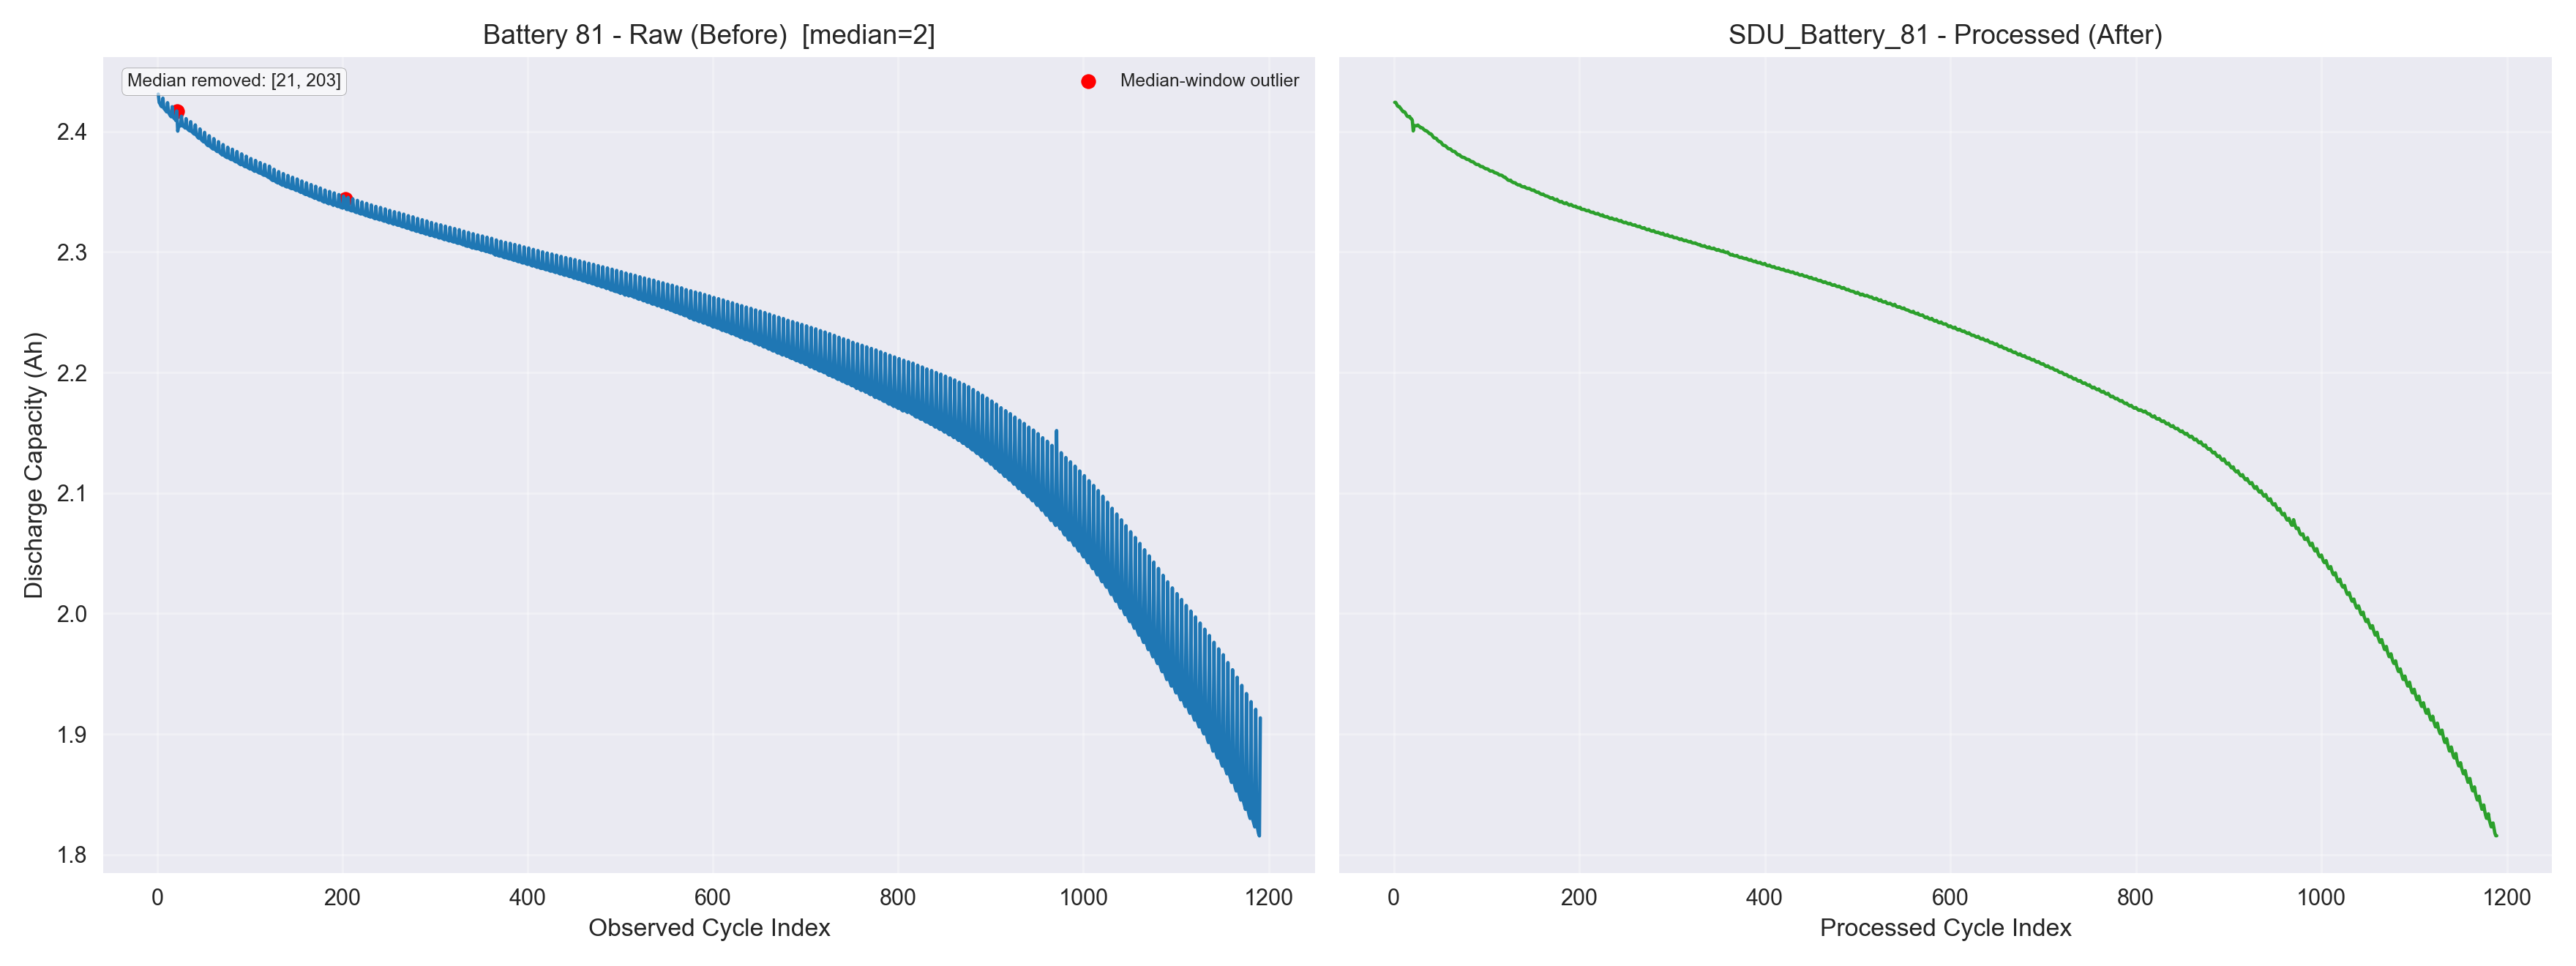 Battery 81 - Raw (Before)  [median=2]
Median removed: [21, 203]
Median-window outlier
Discharge Capacity (Ah)
2.4
2.3
2.2
2.1
2.0
1.9
1.8
0 200 400 600 800 1000 1200
Observed Cycle Index
SDU_Battery_81 - Processed (After)
0 200 400 600 800 1000 1200
Processed Cycle Index